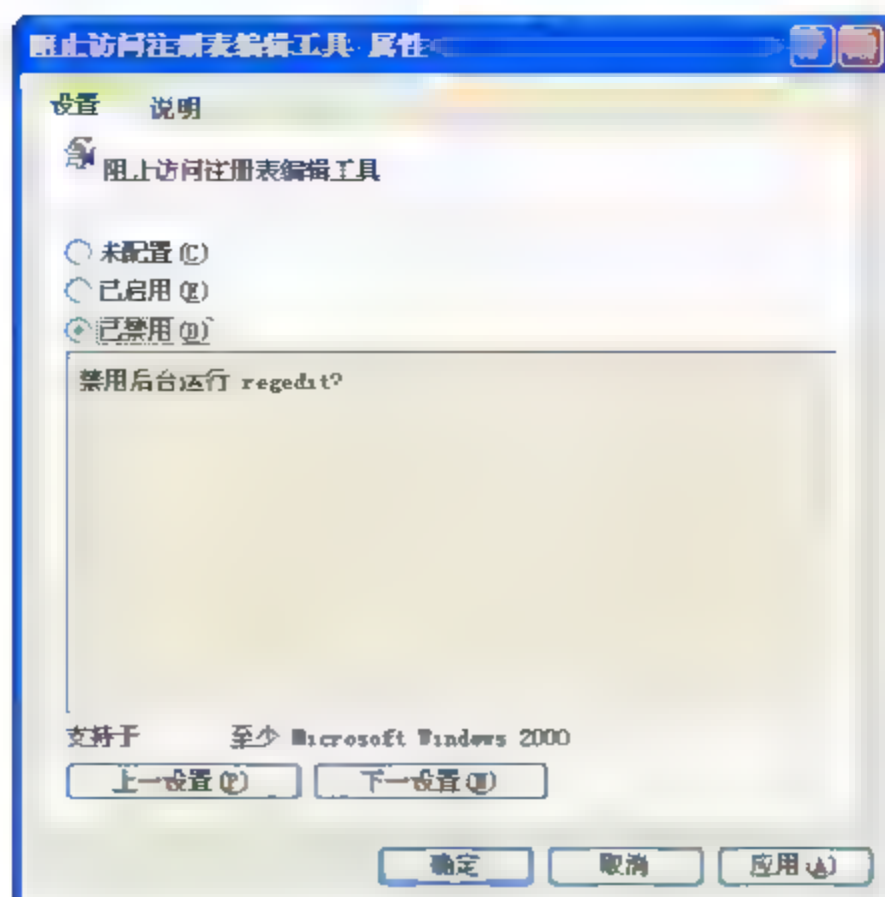 阻止访问注册表编辑工具 属性
设置 说明
阻止访问注册表编辑工具
未配置(C)
已启用(E)
已禁用(D)
禁用后台运行 regedit?
支持于 至少 Microsoft Windows 2000
上一设置(P) 下一设置(N)
确定 取消 应用(A)